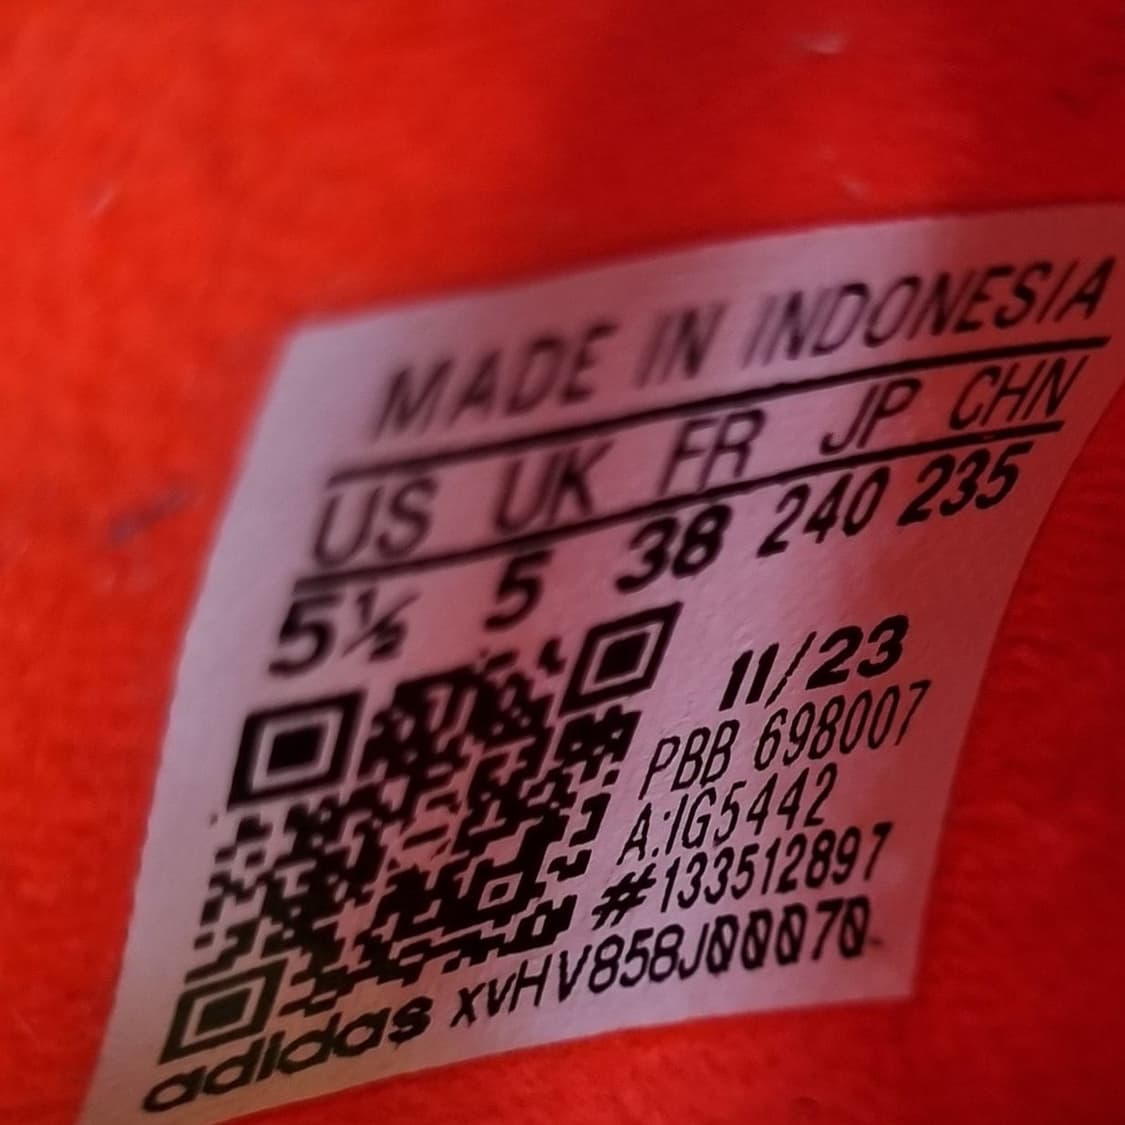 MADE IN INDONESIA
US UK FR JP CHN
5½ 5 38 240 235
11/23
PBB 698007
A:IG5442
#133512897
adidas xvHV858J00070